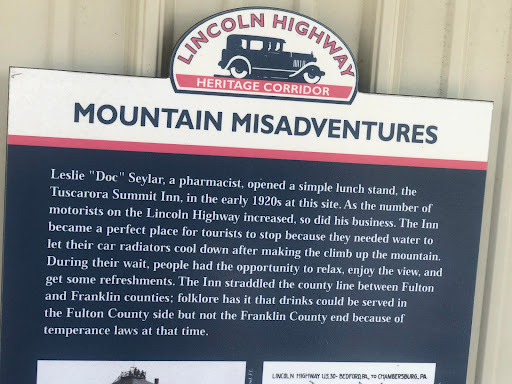 LINCOLN HIGHWAY
HERITAGE CORRIDOR
MOUNTAIN MISADVENTURES
Leslie "Doc" Seylar, a pharmacist, opened a simple lunch stand, the
Tuscarora Summit Inn, in the early 1920s at this site. As the number of
motorists on the Lincoln Highway increased, so did his business. The Inn
became a perfect place for tourists to stop because they needed water to
let their car radiators cool down after making the climb up the mountain.
During their wait, people had the opportunity to relax, enjoy the view, and
get some refreshments. The Inn straddled the county line between Fulton
and Franklin counties; folklore has it that drinks could be served in
the Fulton County side but not the Franklin County end because of
temperance laws at that time.
LINCOLN HIGHWAY U.S. 30 - BEDFORD, PA., TO CHAMBERSBURG, PA.